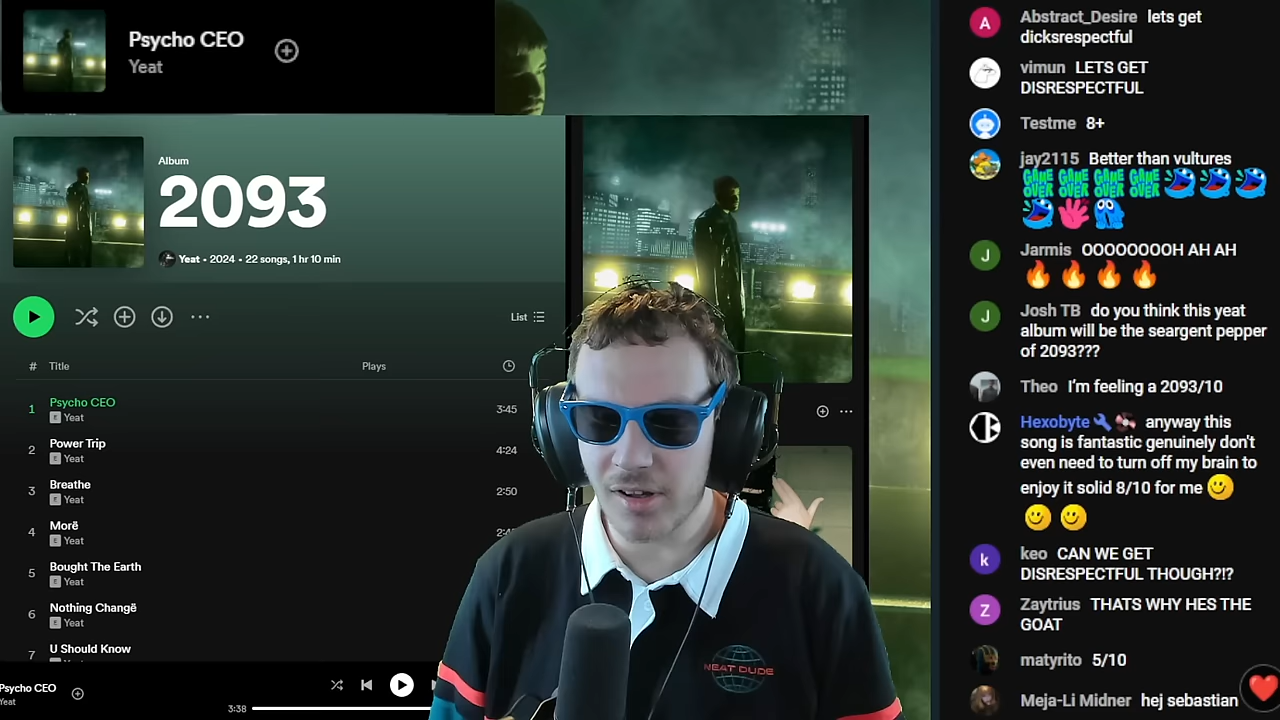 Psycho CEO
Yeat
Album
2093
Yeat • 2024 • 22 songs, 1 hr 10 min
List
# Title Plays
1 Psycho CEO 3:45
E Yeat
2 Power Trip 4:24
E Yeat
3 Breathe 2:50
E Yeat
4 Morë
E Yeat
5 Bought The Earth
E Yeat
6 Nothing Changë
E Yeat
7 U Should Know
Psycho CEO
Yeat
3:38
NEAT DUDE
A Abstract_Desire lets get
dicksrespectful
vimun LETS GET
DISRESPECTFUL
Testme 8+
jay2115 Better than vultures
GAME OVER GAME OVER GAME OVER GAME OVER
J Jarmis OOOOOOOOH AH AH
J Josh TB do you think this yeat
album will be the seargent pepper
of 2093???
Theo I'm feeling a 2093/10
Hexobyte anyway this
song is fantastic genuinely don't
even need to turn off my brain to
enjoy it solid 8/10 for me
k keo CAN WE GET
DISRESPECTFUL THOUGH?!?
Z Zaytrius THATS WHY HES THE
GOAT
matyrito 5/10
Meja-Li Midner hej sebastian